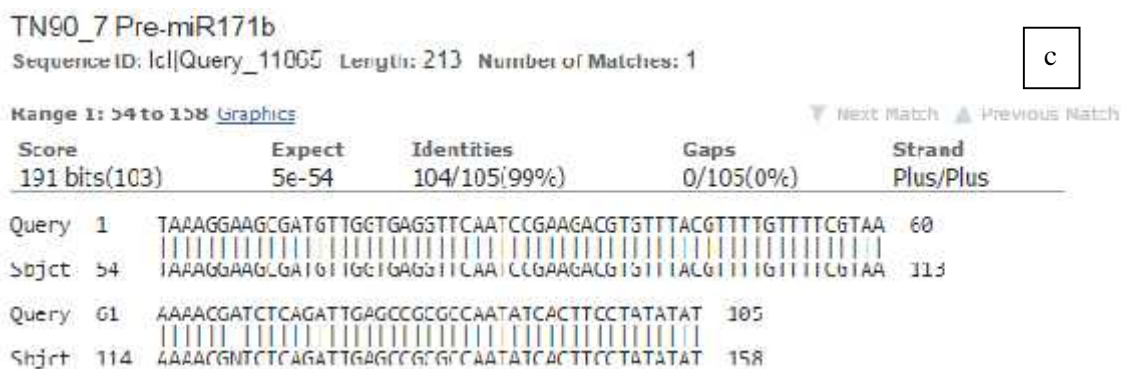 TN90_7 Pre-miR171b
Sequence ID: lcl|Query_11065 Length: 213 Number of Matches: 1
c
Range 1: 54 to 158 Graphics ▼ Next Match ▲ Previous Match
Score Expect Identities Gaps Strand
191 bits(103) 5e-54 104/105(99%) 0/105(0%) Plus/Plus
Query 1 TAAAGGAAGCGATGTTGGTGAGGTTCAATCCGAAGACGTGTTTACGTTTTGTTTTCGTAA 60
Sbjct 54 TAAAGGAAGCGATGTTGGTGAGGTTCAATCCGAAGACGTGTTTACGTTTTGTTTTCGTAA 113
Query 61 AAAACGATCTCAGATTGAGCCGCGCCAATATCACTTCCTATATAT 105
Sbjct 114 AAAACGNTCTCAGATTGAGCCGCGCCAATATCACTTCCTATATAT 158